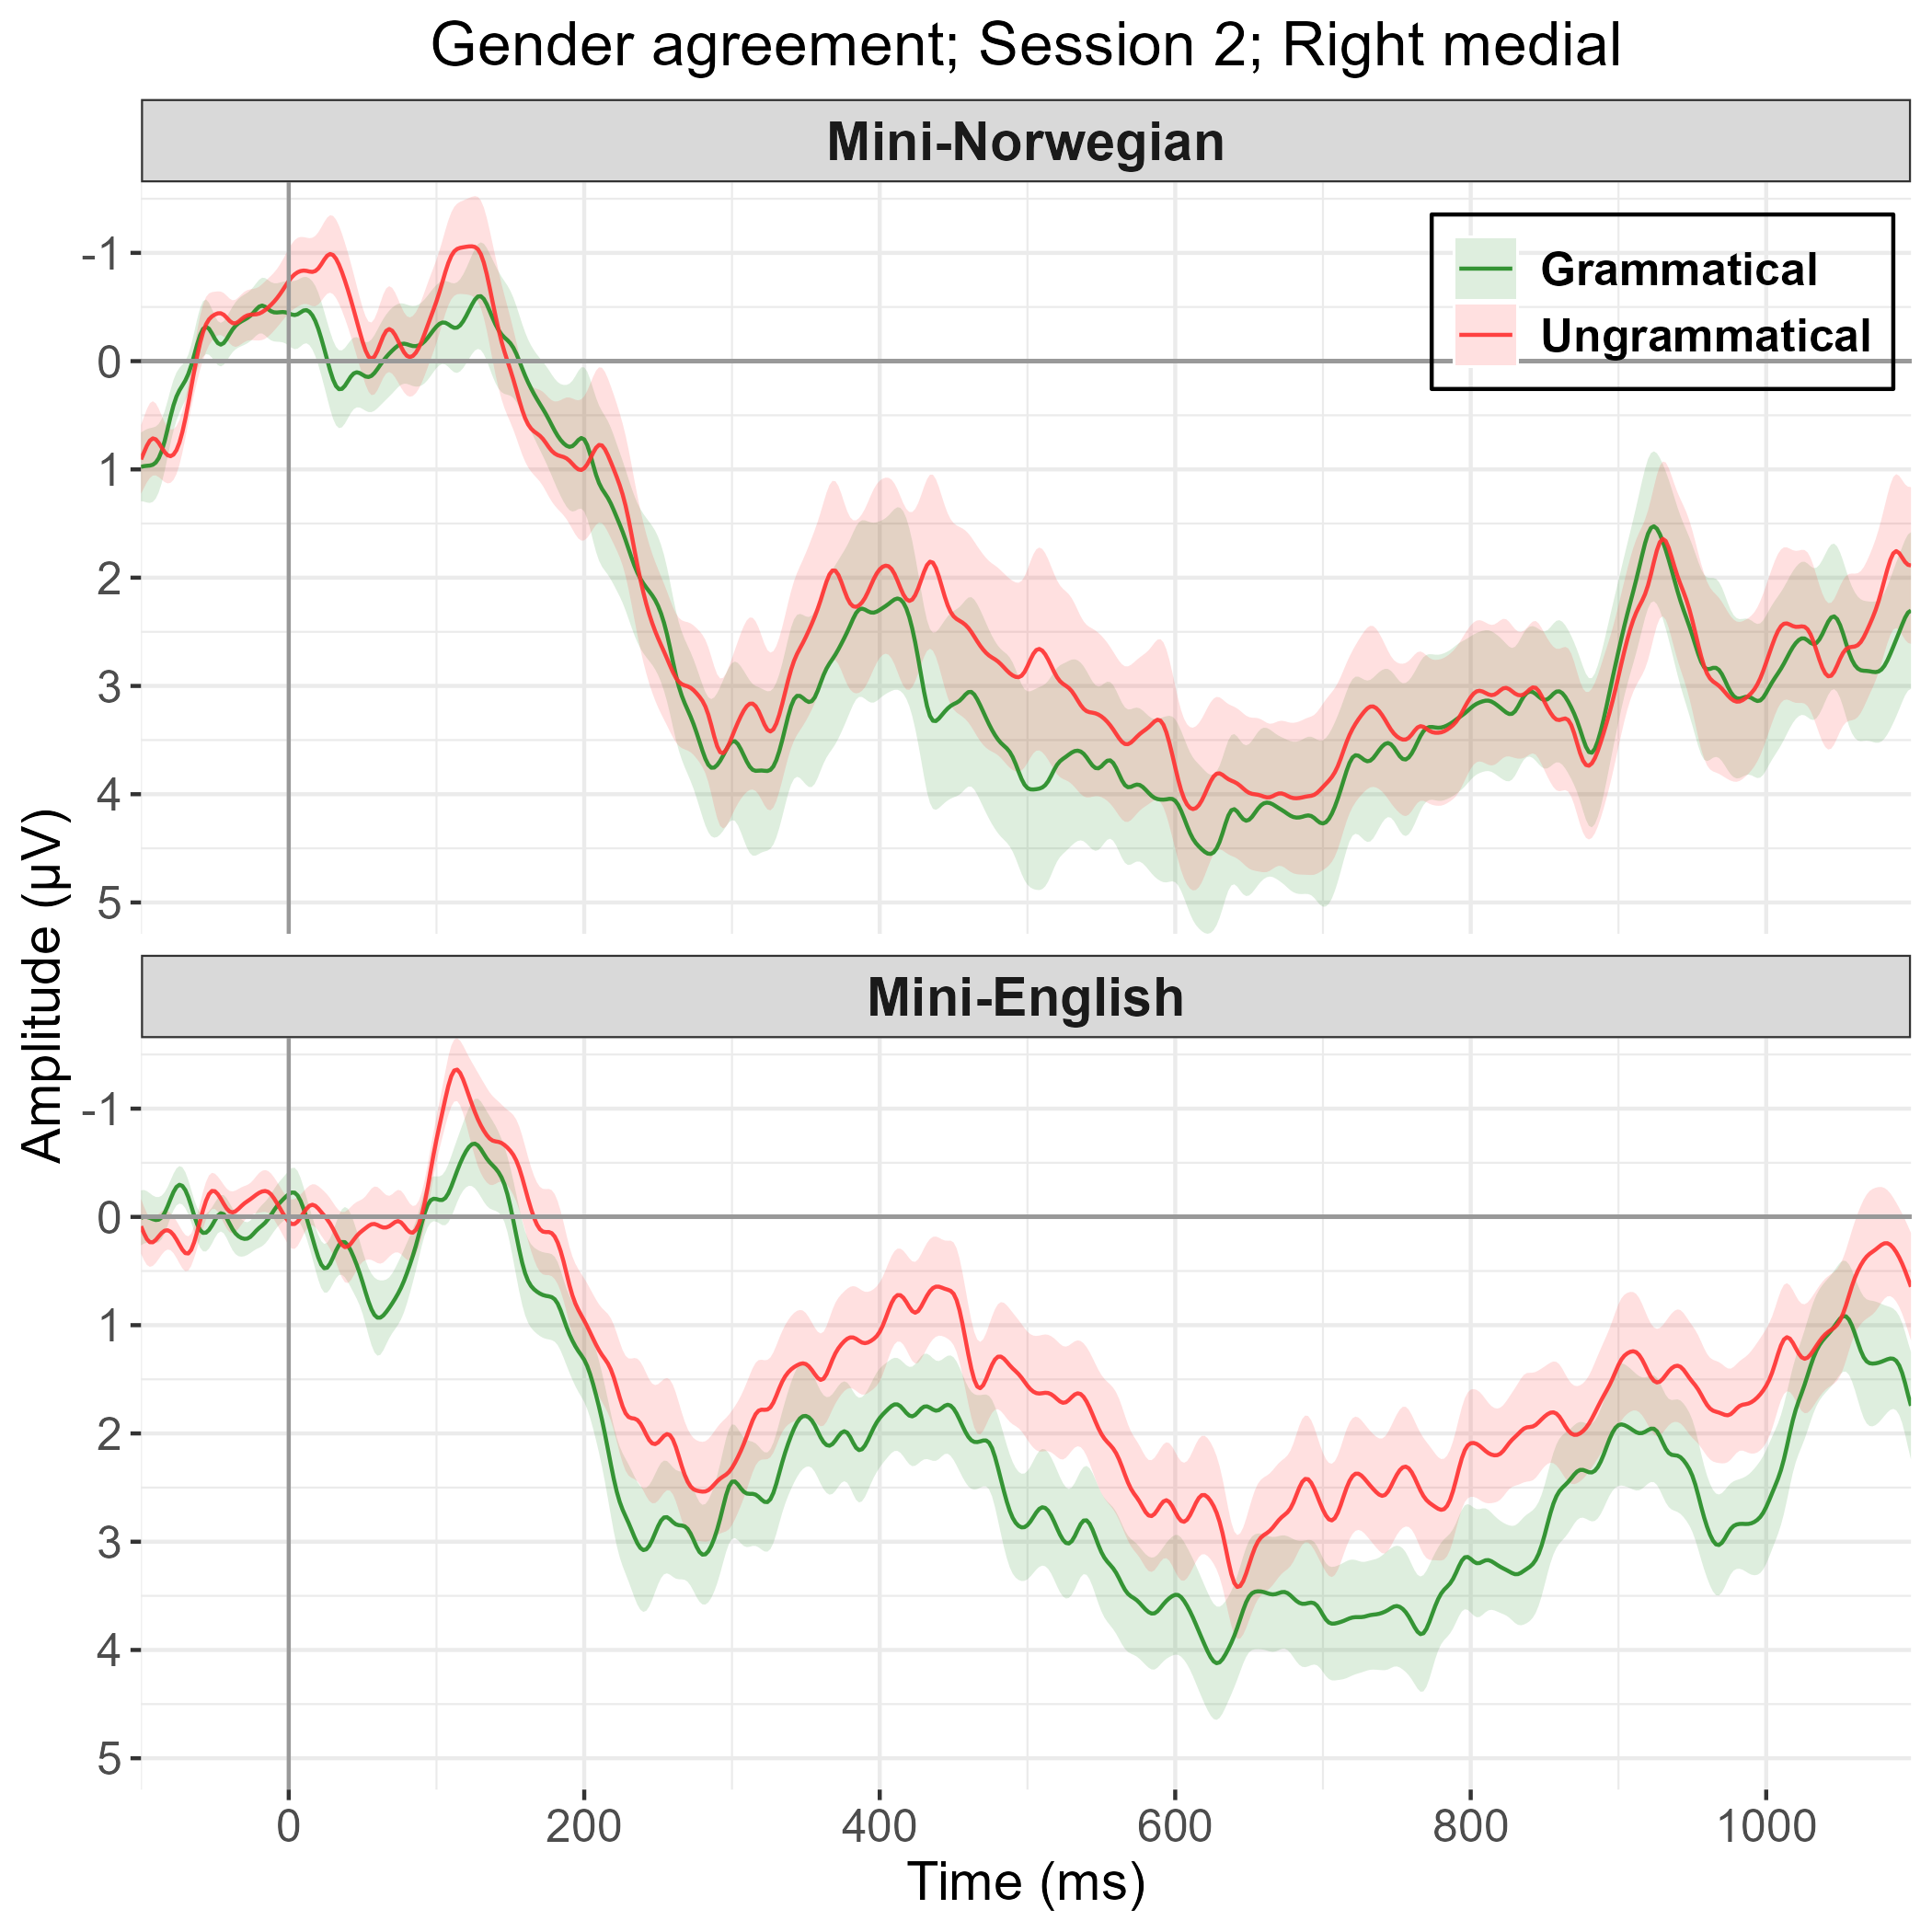 Gender agreement; Session 2; Right medial
Mini-Norwegian
Grammatical
Ungrammatical
-1
0
1
2
3
4
5
Amplitude (µV)
Mini-English
-1
0
1
2
3
4
5
0 200 400 600 800 1000
Time (ms)